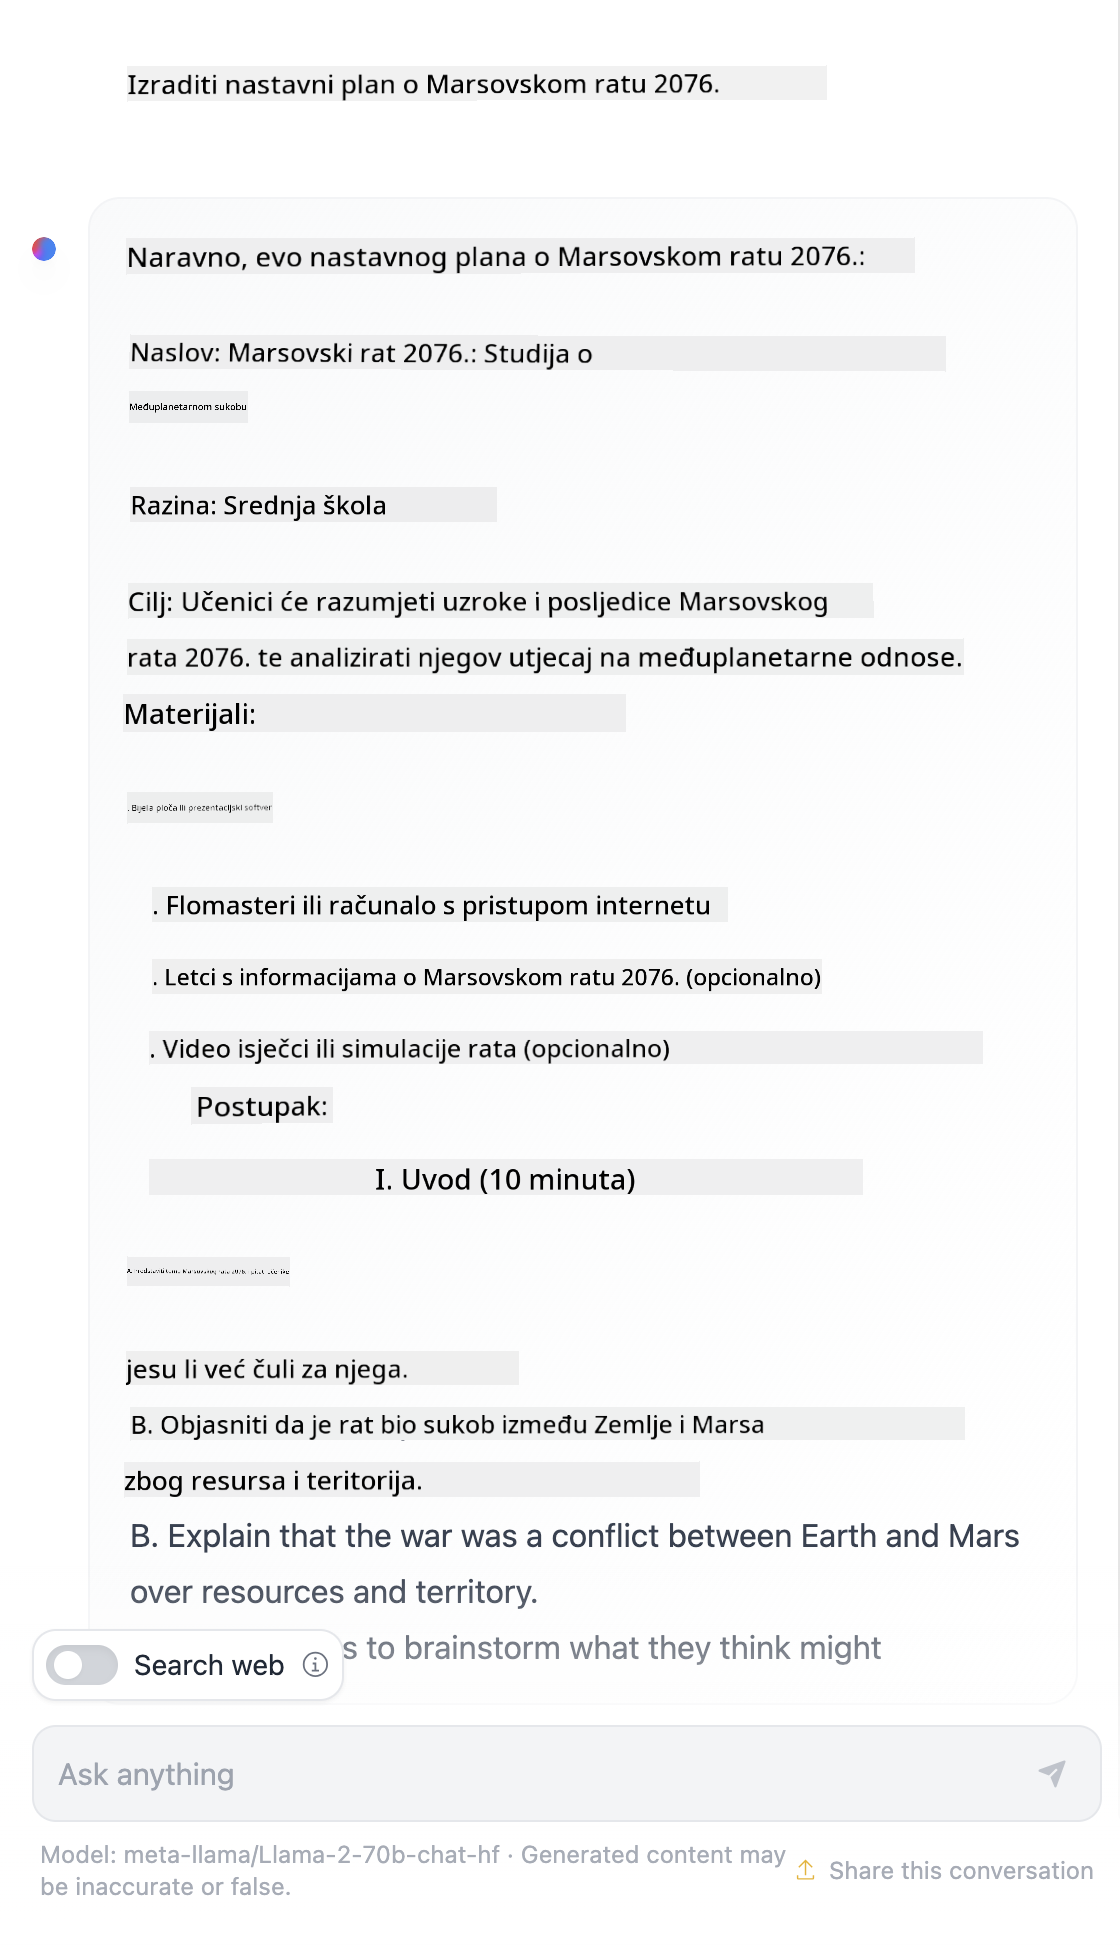 Izraditi nastavni plan o Marsovskom ratu 2076.
Naravno, evo nastavnog plana o Marsovskom ratu 2076.:
Naslov: Marsovski rat 2076.: Studija o
Međuplanetarnom sukobu
Razina: Srednja škola
Cilj: Učenici će razumjeti uzroke i posljedice Marsovskog
rata 2076. te analizirati njegov utjecaj na međuplanetarne odnose.
Materijali:
. Bijela ploča ili prezentacijski softver
. Flomasteri ili računalo s pristupom internetu
. Letci s informacijama o Marsovskom ratu 2076. (opcionalno)
. Video isječci ili simulacije rata (opcionalno)
Postupak:
I. Uvod (10 minuta)
jesu li već čuli za njega.
B. Objasniti da je rat bio sukob između Zemlje i Marsa
zbog resursa i teritorija.
B. Explain that the war was a conflict between Earth and Mars
over resources and territory.
s to brainstorm what they think might
Search web
Ask anything
Model: meta-llama/Llama-2-70b-chat-hf · Generated content may
be inaccurate or false.
Share this conversation